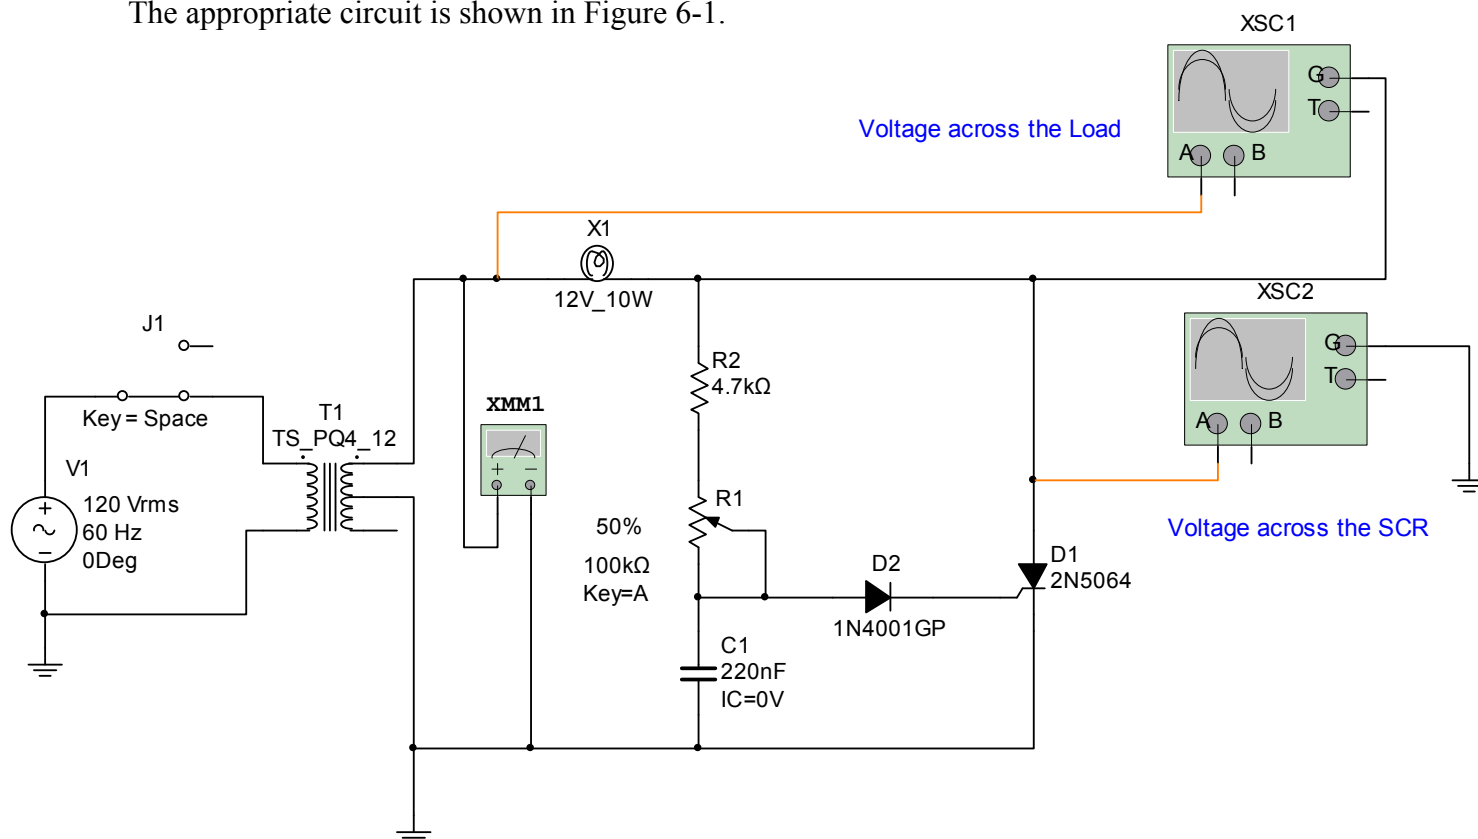 The appropriate circuit is shown in Figure 6-1.
XSC1
G
T
A
B
Voltage across the Load
X1
12V_10W
XSC2
G
T
A
B
Voltage across the SCR
J1
Key = Space
T1
TS_PQ4_12
V1
120 Vrms
60 Hz
0Deg
XMM1
R2
4.7kΩ
R1
50%
100kΩ
Key=A
D2
1N4001GP
D1
2N5064
C1
220nF
IC=0V